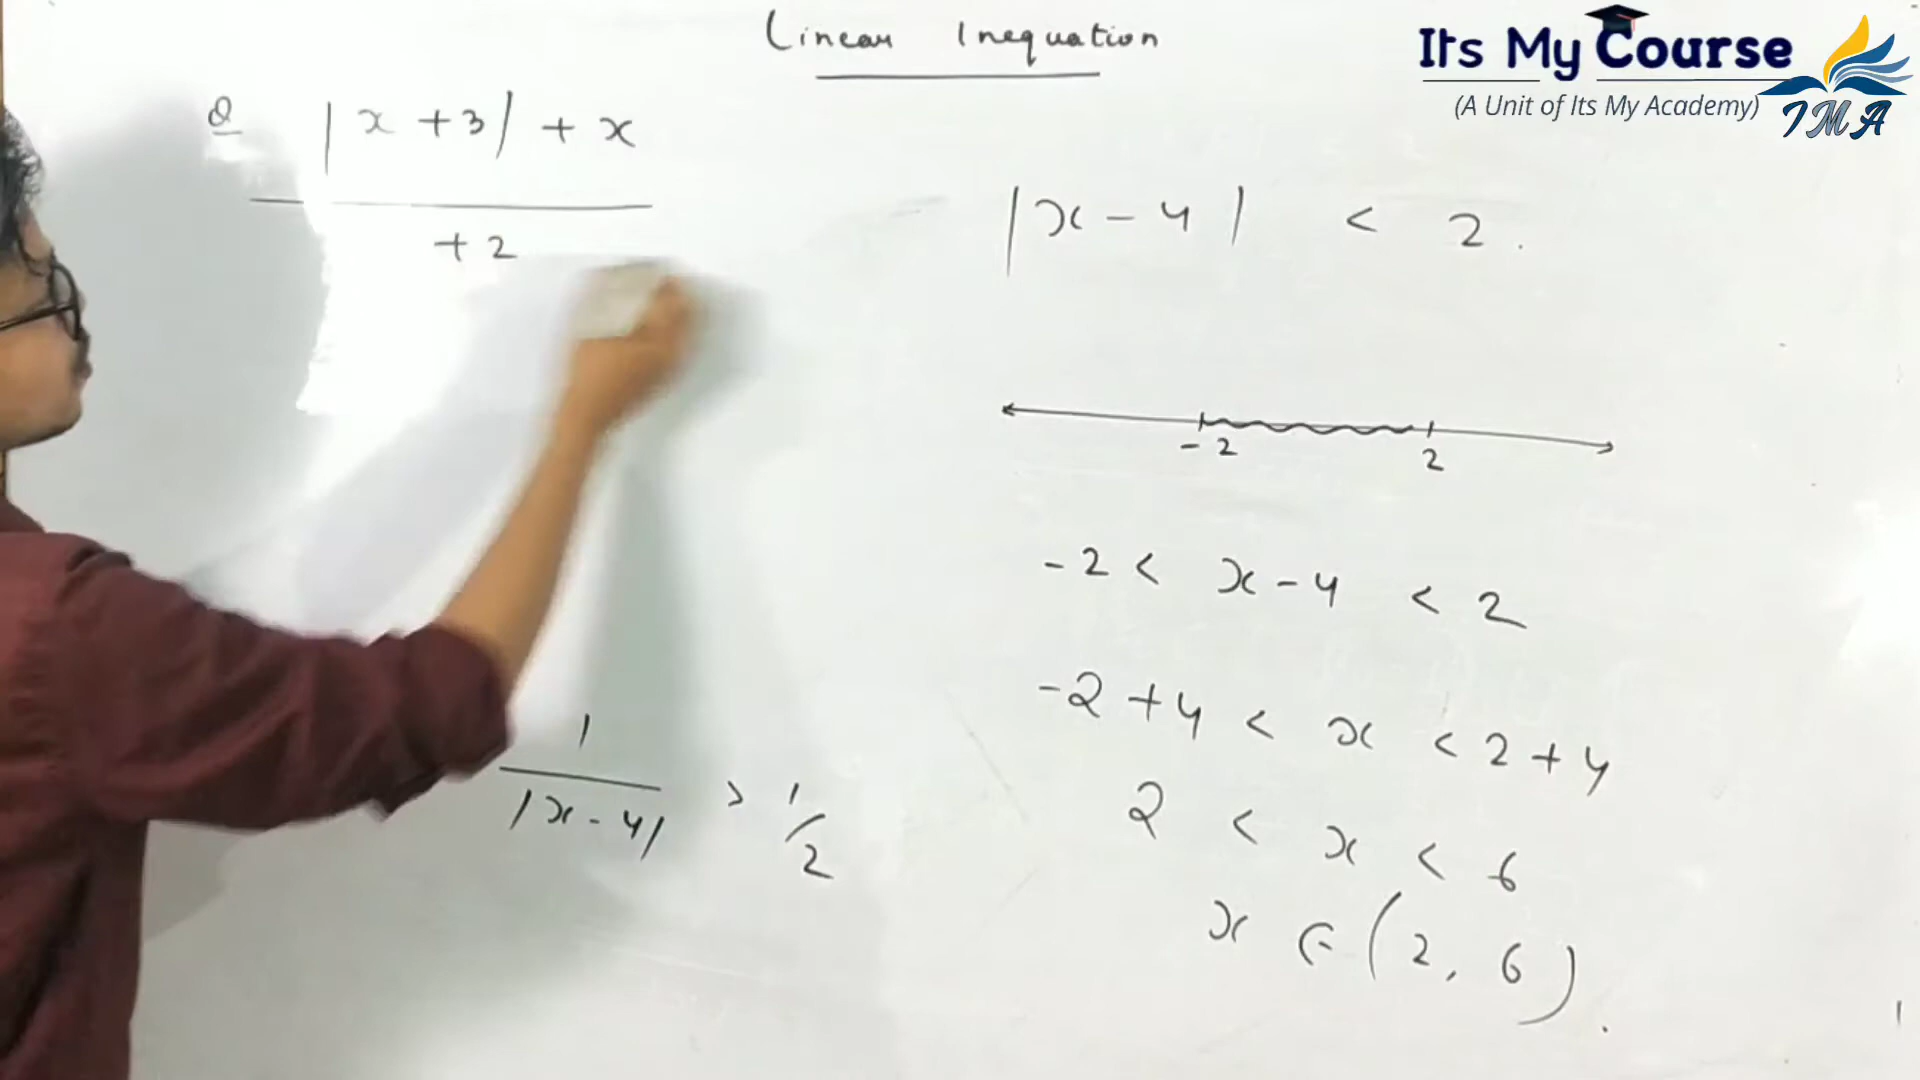 Linear Inequation
Its My Course
(A Unit of Its My Academy)
IMA
Q |x+3| + x
+2
1
|x-4| > 1/2
|x-4| < 2.
-2 2
-2 < x-4 < 2
-2+4 < x < 2+4
2 < x < 6
x ∈ (2, 6).